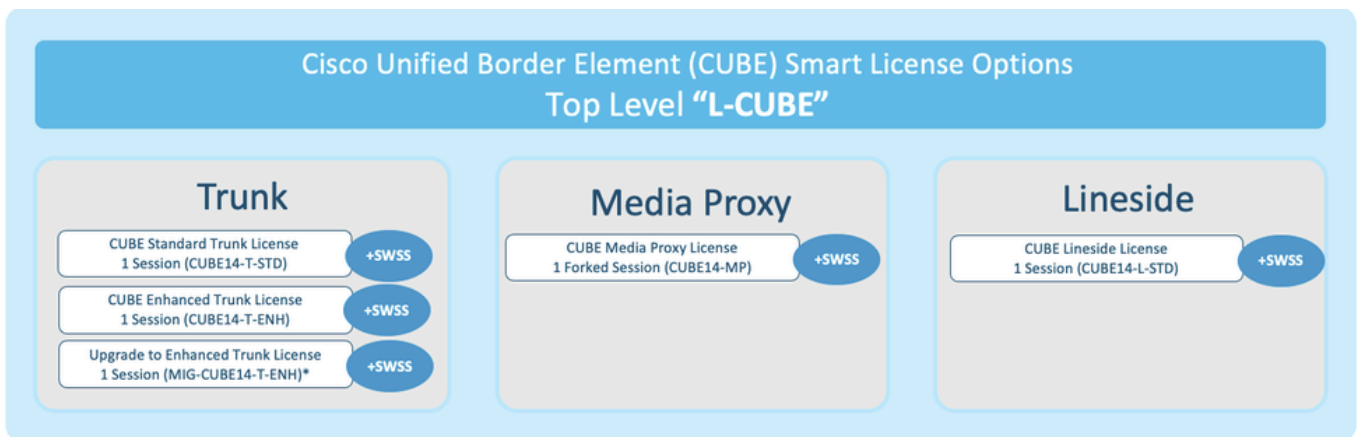 Cisco Unified Border Element (CUBE) Smart License Options
Top Level “L-CUBE”
Trunk
CUBE Standard Trunk License
1 Session (CUBE14-T-STD)
+SWSS
CUBE Enhanced Trunk License
1 Session (CUBE14-T-ENH)
+SWSS
Upgrade to Enhanced Trunk License
1 Session (MIG-CUBE14-T-ENH)*
+SWSS
Media Proxy
CUBE Media Proxy License
1 Forked Session (CUBE14-MP)
+SWSS
Lineside
CUBE Lineside License
1 Session (CUBE14-L-STD)
+SWSS